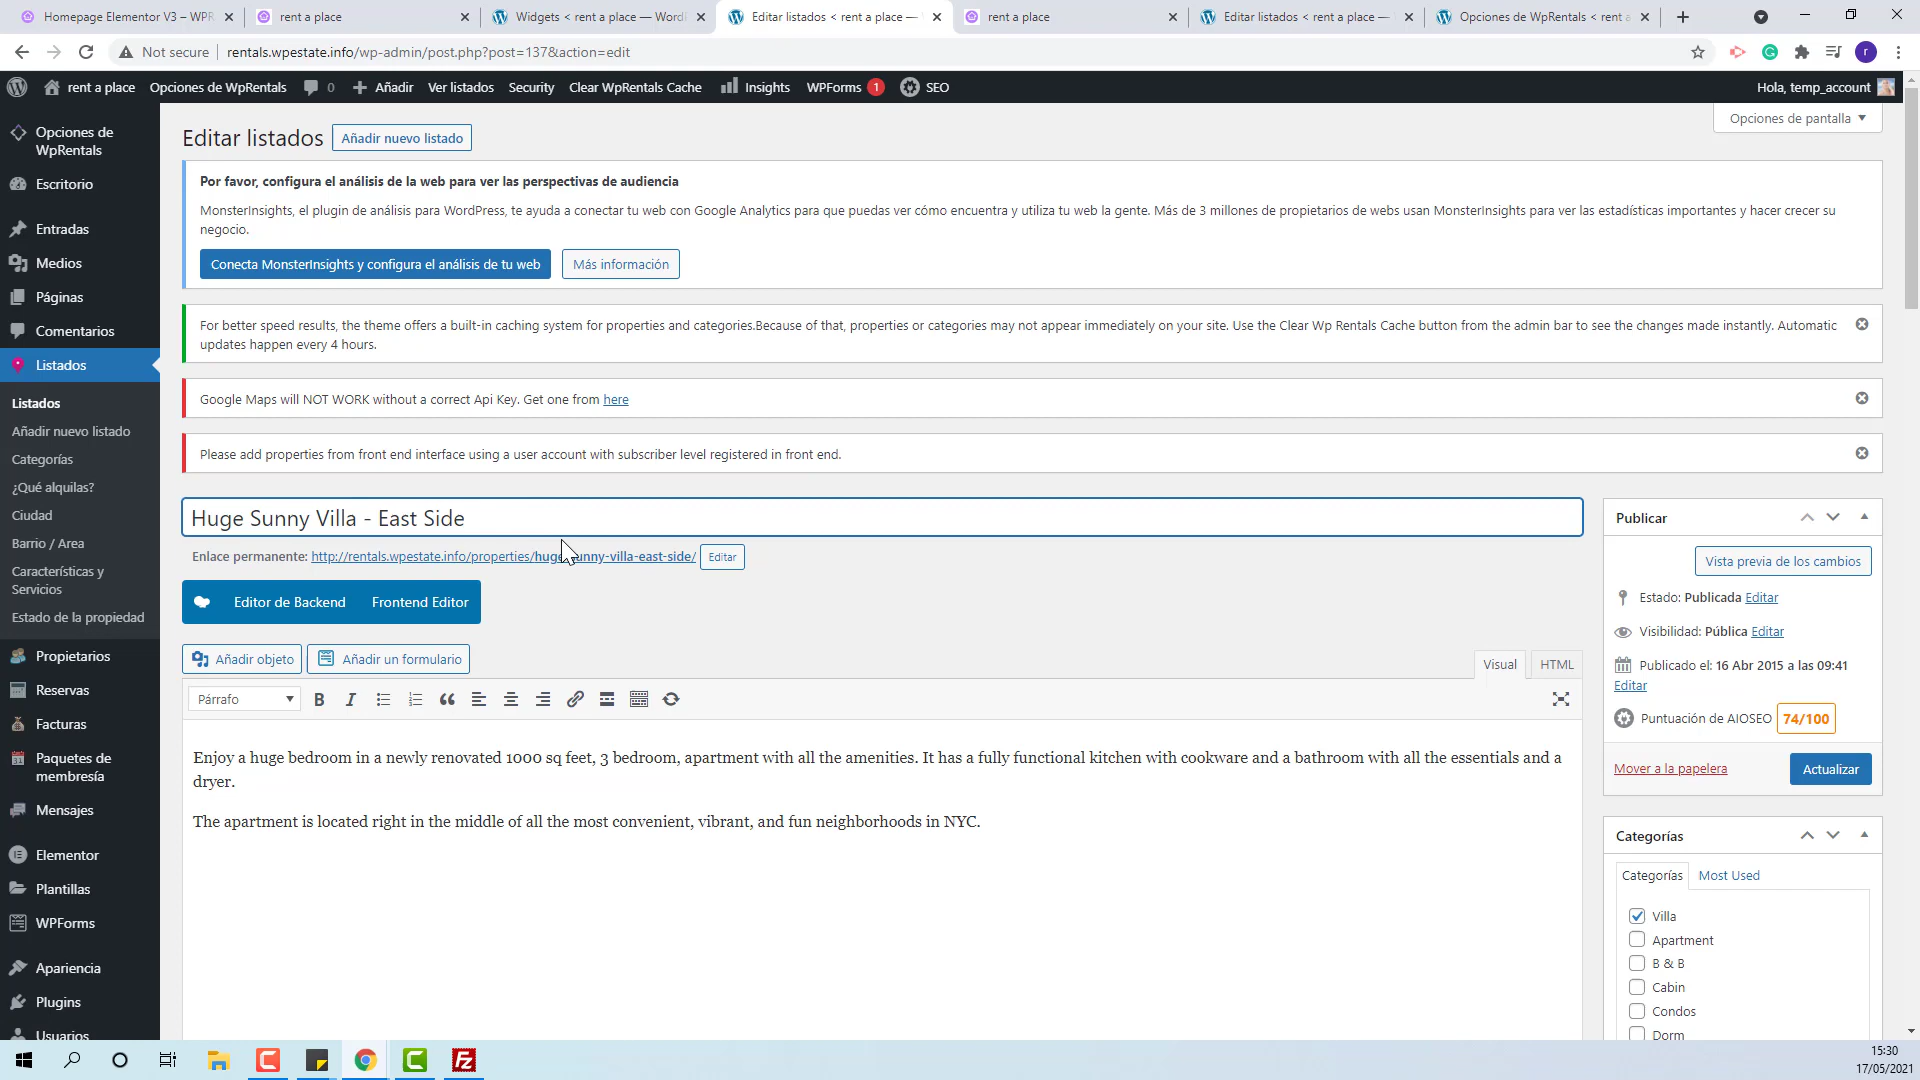 Homepage Elementor V3 – WPR
rent a place
Widgets < rent a place — WordP
Editar listados < rent a place —
rent a place
Editar listados < rent a place —
Opciones de WpRentals < rent a
Not secure
rentals.wpestate.info/wp-admin/post.php?post=137&action=edit
r
rent a place
Opciones de WpRentals
0
Añadir
Ver listados
Security
Clear WpRentals Cache
Insights
WPForms 1
SEO
Hola, temp_account
Opciones de WpRentals
Escritorio
Entradas
Medios
Páginas
Comentarios
Listados
Listados
Añadir nuevo listado
Categorías
¿Qué alquilas?
Ciudad
Barrio / Area
Características y Servicios
Estado de la propiedad
Propietarios
Reservas
Facturas
Paquetes de membresía
Mensajes
Elementor
Plantillas
WPForms
Apariencia
Plugins
Usuarios
Opciones de pantalla
Editar listados
Añadir nuevo listado
Por favor, configura el análisis de la web para ver las perspectivas de audiencia
MonsterInsights, el plugin de análisis para WordPress, te ayuda a conectar tu web con Google Analytics para que puedas ver cómo encuentra y utiliza tu web la gente. Más de 3 millones de propietarios de webs usan MonsterInsights para ver las estadísticas importantes y hacer crecer su
negocio.
Conecta MonsterInsights y configura el análisis de tu web
Más información
For better speed results, the theme offers a built-in caching system for properties and categories.Because of that, properties or categories may not appear immediately on your site. Use the Clear Wp Rentals Cache button from the admin bar to see the changes made instantly. Automatic
updates happen every 4 hours.
Google Maps will NOT WORK without a correct Api Key. Get one from here
Please add properties from front end interface using a user account with subscriber level registered in front end.
Huge Sunny Villa - East Side
Enlace permanente: http://rentals.wpestate.info/properties/huge-sunny-villa-east-side/
Editar
Editor de Backend
Frontend Editor
Añadir objeto
Añadir un formulario
Visual
HTML
Párrafo
B
I
Enjoy a huge bedroom in a newly renovated 1000 sq feet, 3 bedroom, apartment with all the amenities. It has a fully functional kitchen with cookware and a bathroom with all the essentials and a
dryer.
The apartment is located right in the middle of all the most convenient, vibrant, and fun neighborhoods in NYC.
Publicar
Vista previa de los cambios
Estado: Publicada Editar
Visibilidad: Pública Editar
Publicado el: 16 Abr 2015 a las 09:41
Editar
Puntuación de AIOSEO 74/100
Mover a la papelera
Actualizar
Categorías
Categorías
Most Used
Villa
Apartment
B & B
Cabin
Condos
Dorm
15:30
17/05/2021